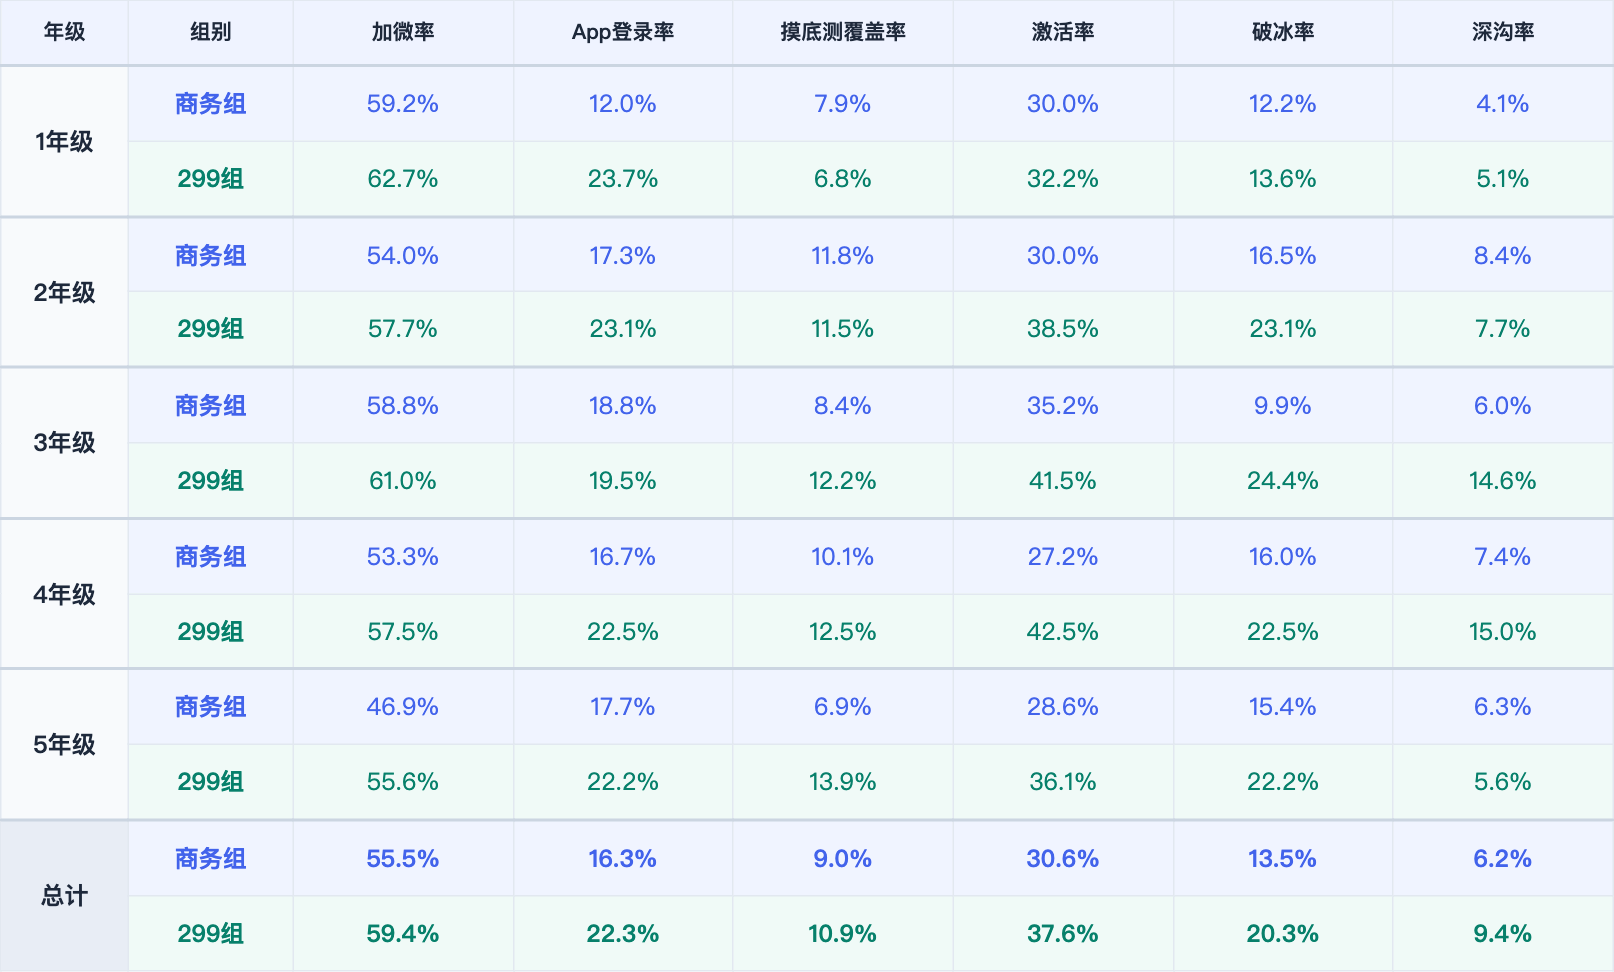 年级 组别 加微率 App登录率 摸底测覆盖率 激活率 破冰率 深沟率
1年级
商务组 59.2% 12.0% 7.9% 30.0% 12.2% 4.1%
299组 62.7% 23.7% 6.8% 32.2% 13.6% 5.1%
2年级
商务组 54.0% 17.3% 11.8% 30.0% 16.5% 8.4%
299组 57.7% 23.1% 11.5% 38.5% 23.1% 7.7%
3年级
商务组 58.8% 18.8% 8.4% 35.2% 9.9% 6.0%
299组 61.0% 19.5% 12.2% 41.5% 24.4% 14.6%
4年级
商务组 53.3% 16.7% 10.1% 27.2% 16.0% 7.4%
299组 57.5% 22.5% 12.5% 42.5% 22.5% 15.0%
5年级
商务组 46.9% 17.7% 6.9% 28.6% 15.4% 6.3%
299组 55.6% 22.2% 13.9% 36.1% 22.2% 5.6%
总计
商务组 55.5% 16.3% 9.0% 30.6% 13.5% 6.2%
299组 59.4% 22.3% 10.9% 37.6% 20.3% 9.4%